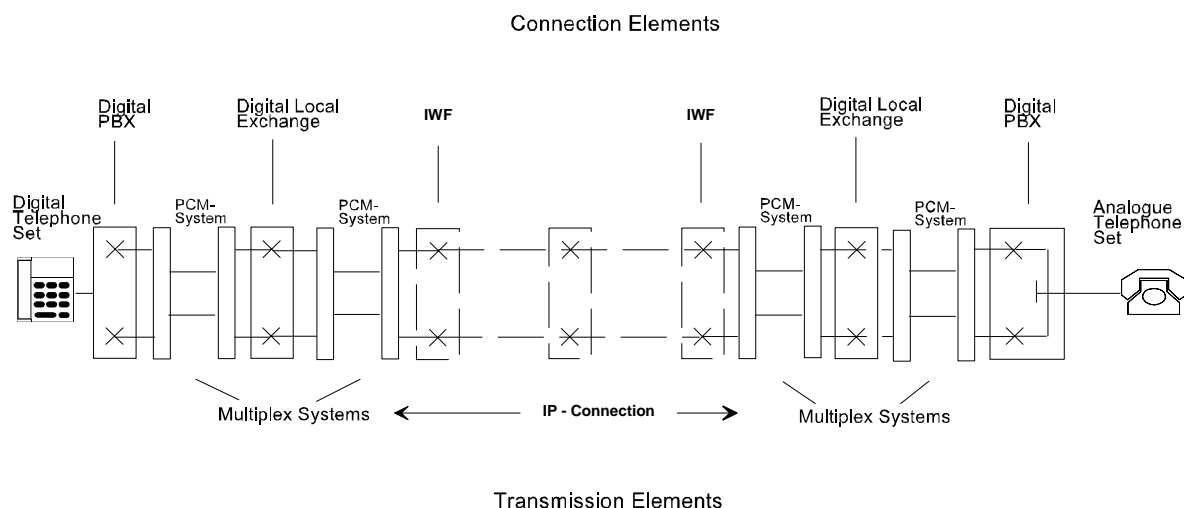 Connection Elements
Digital
PBX
Digital Local
Exchange
IWF
IWF
Digital Local
Exchange
Digital
PBX
Digital
Telephone
Set
PCM-
System
PCM-
System
PCM-
System
PCM-
System
Analogue
Telephone
Set
Multiplex Systems
IP - Connection
Multiplex Systems
Transmission Elements